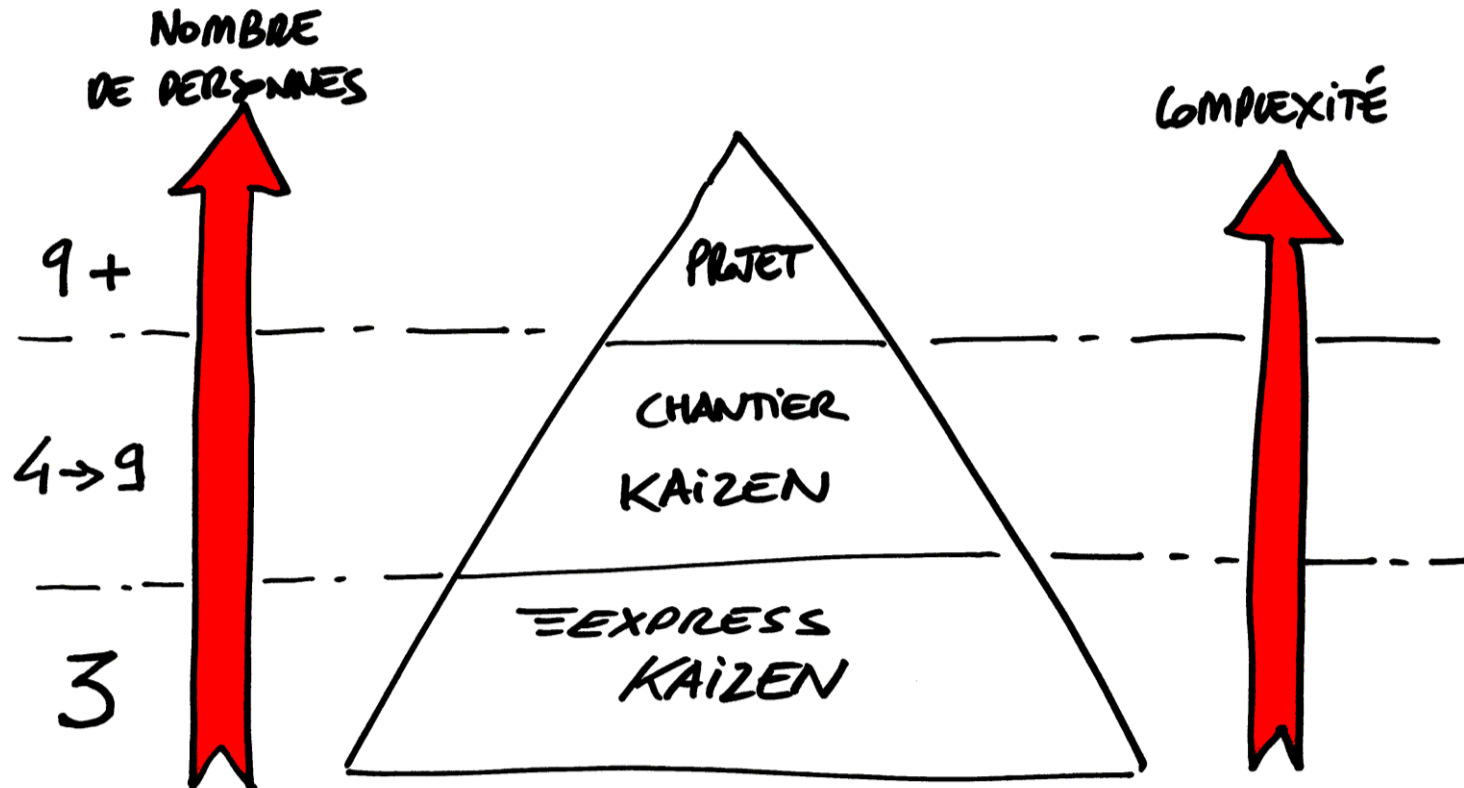 NOMBRE
DE PERSONNES
COMPLEXITÉ
9+
PROJET
4→9
CHANTIER
KAIZEN
3
EXPRESS
KAIZEN